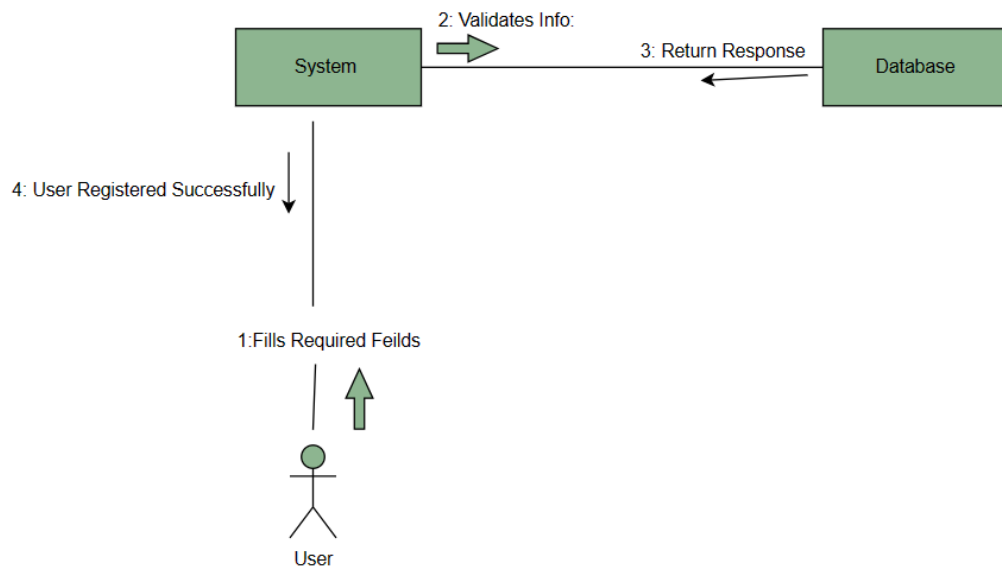 2: Validates Info:
System
3: Return Response
Database
4: User Registered Successfully
1:Fills Required Feilds
User